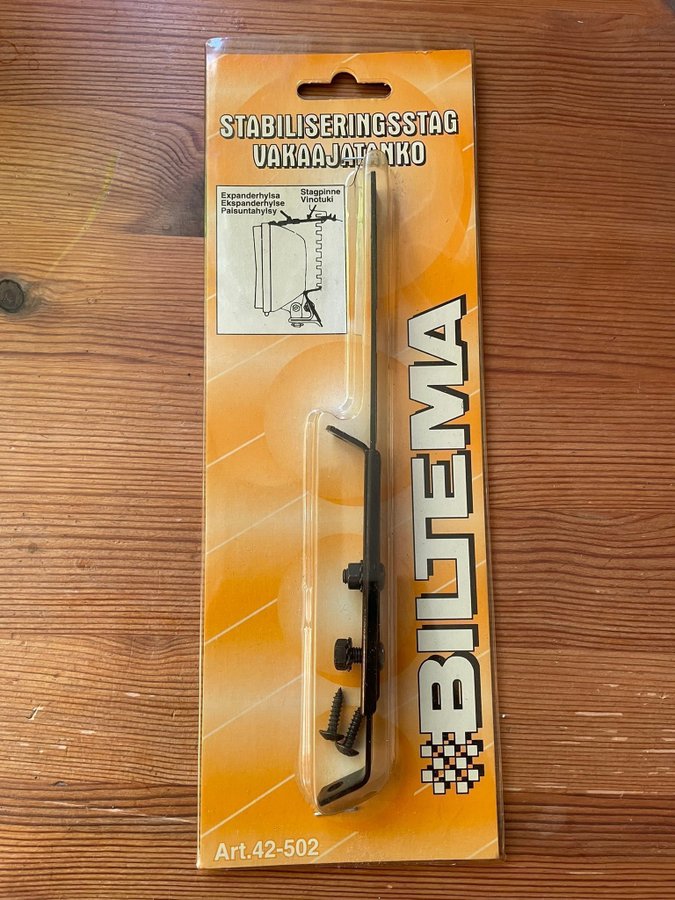 STABILISERINGSSTAG
VAKAAJATANKO
Expanderhylsa
Ekspanderhylse
Paisuntahylsy
Stagpinne
Vinotuki
BILTEMA
Art.42-502